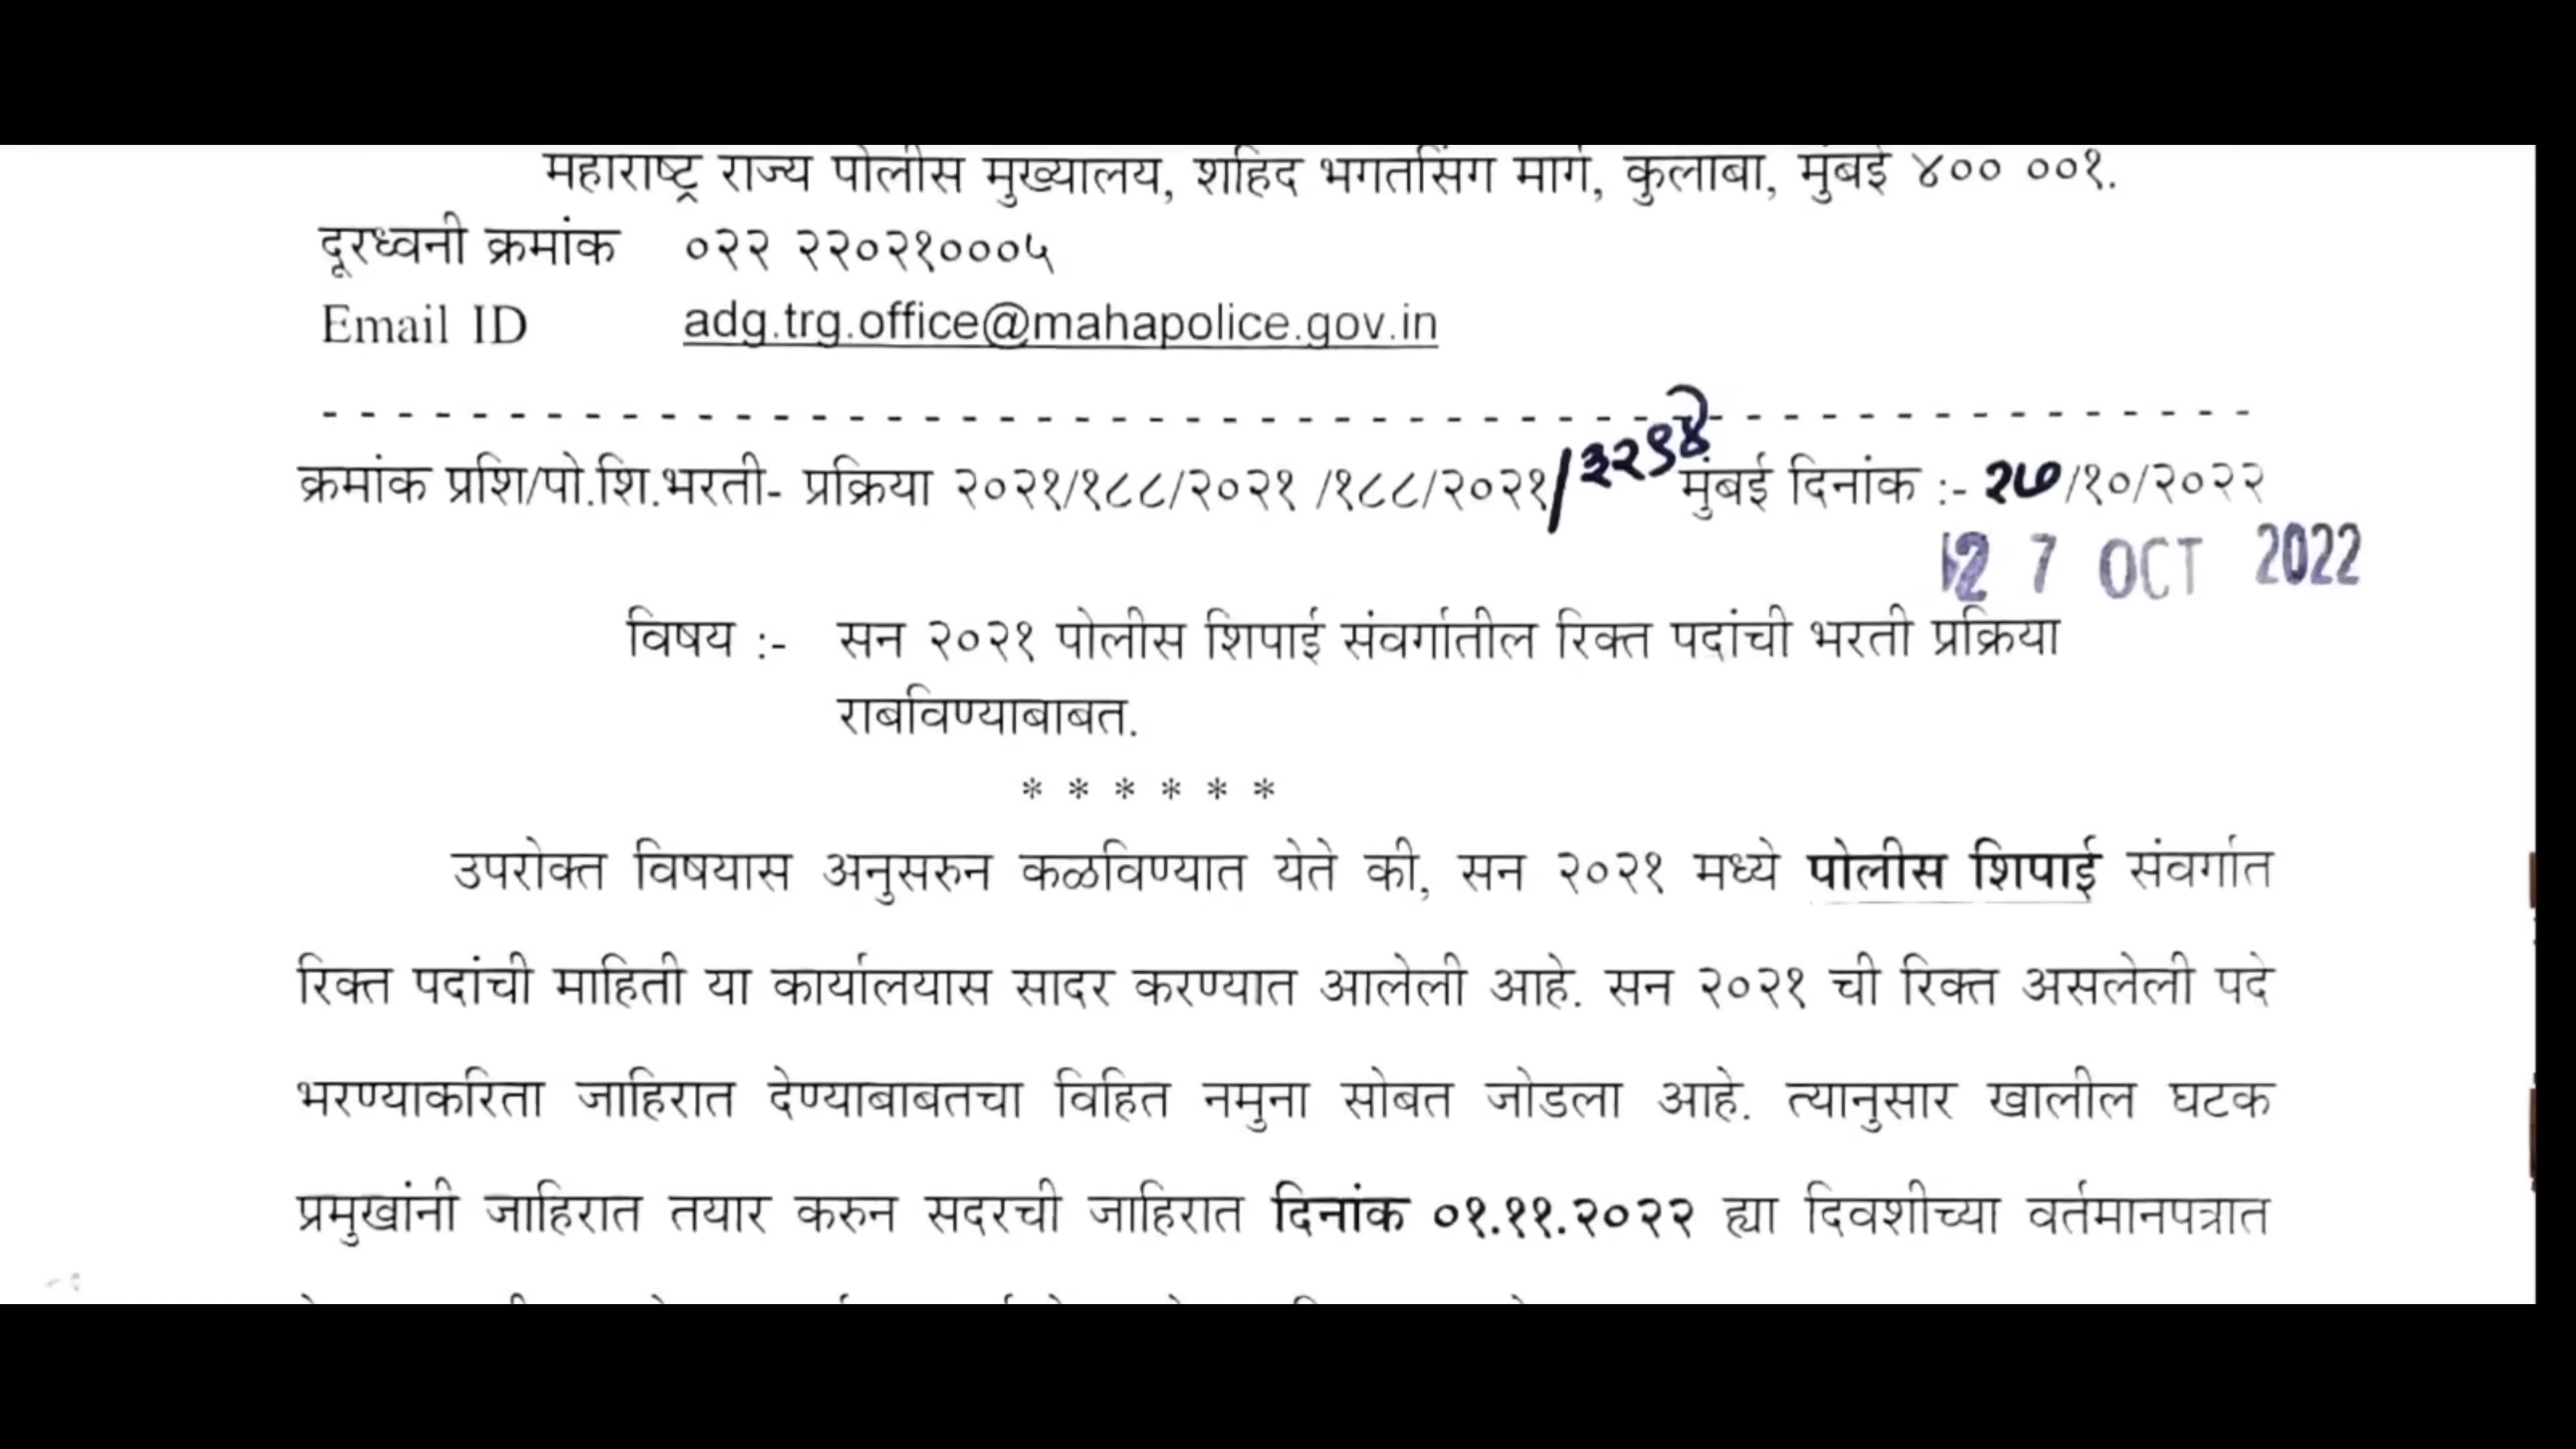 महाराष्ट्र राज्य पोलीस मुख्यालय, शहिद भगतसिंग मार्ग, कुलाबा, मुंबई ४०० ००१.
दूरध्वनी क्रमांक ०२२ २२०२१०००५
Email ID adg.trg.office@mahapolice.gov.in
क्रमांक प्रशि/पो.शि.भरती- प्रक्रिया २०२१/१८८/२०२१ /१८८/२०२१/ मुंबई दिनांक :- २७/१०/२०२२
27 OCT 2022
विषय :- सन २०२१ पोलीस शिपाई संवर्गातील रिक्त पदांची भरती प्रक्रिया
राबविण्याबाबत.
* * * * * *
उपरोक्त विषयास अनुसरुन कळविण्यात येते की, सन २०२१ मध्ये पोलीस शिपाई संवर्गात
रिक्त पदांची माहिती या कार्यालयास सादर करण्यात आलेली आहे. सन २०२१ ची रिक्त असलेली पदे
भरण्याकरिता जाहिरात देण्याबाबतचा विहित नमुना सोबत जोडला आहे. त्यानुसार खालील घटक
प्रमुखांनी जाहिरात तयार करुन सदरची जाहिरात दिनांक ०१.११.२०२२ ह्या दिवशीच्या वर्तमानपत्रात